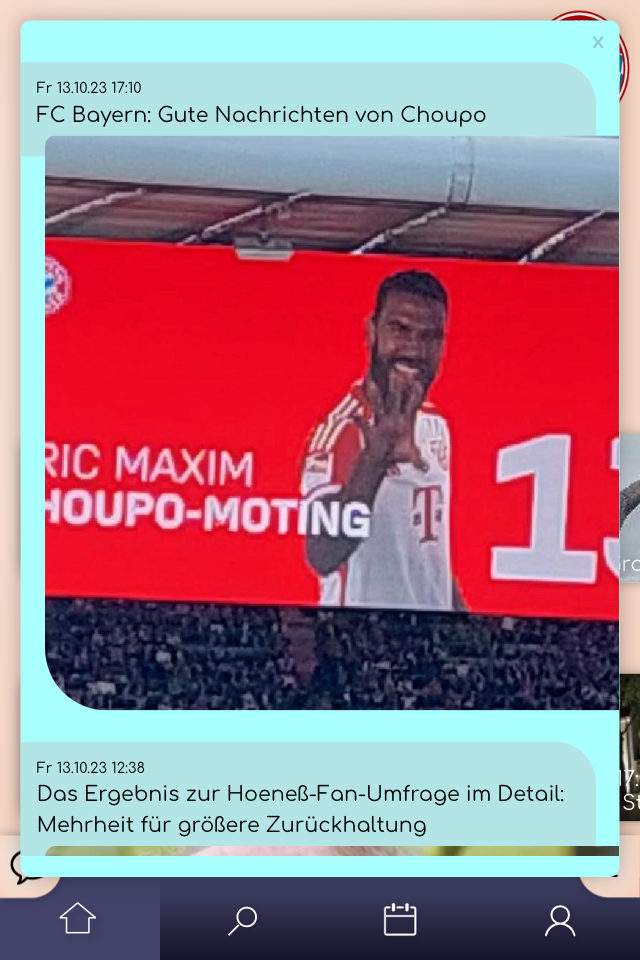 x
Fr 13.10.23 17:10
FC Bayern: Gute Nachrichten von Choupo
RIC MAXIM
HOUPO-MOTING
13
T
Fr 13.10.23 12:38
Das Ergebnis zur Hoeneß-Fan-Umfrage im Detail:
Mehrheit für größere Zurückhaltung